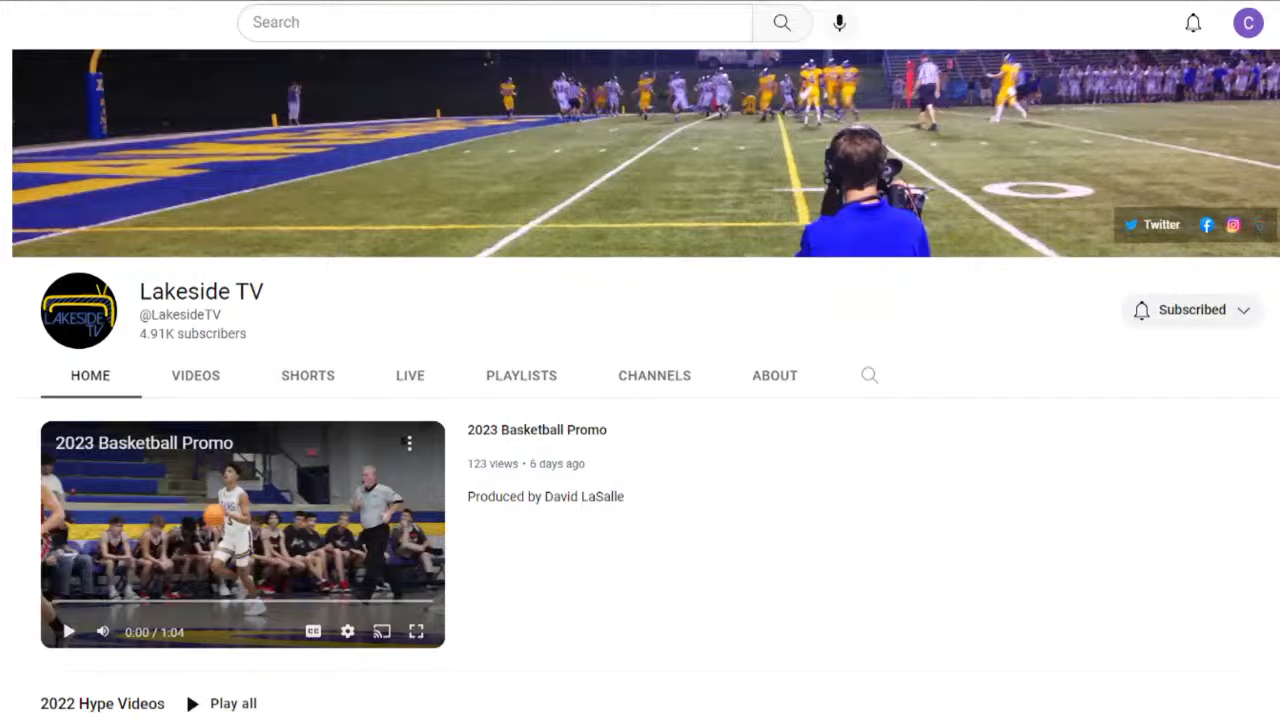 Search
C
Twitter
LAKESIDE
TV
Lakeside TV
@LakesideTV
4.91K subscribers
Subscribed
HOME
VIDEOS
SHORTS
LIVE
PLAYLISTS
CHANNELS
ABOUT
2023 Basketball Promo
2023 Basketball Promo
123 views • 6 days ago
Produced by David LaSalle
0:00 / 1:04
CC
2022 Hype Videos
Play all